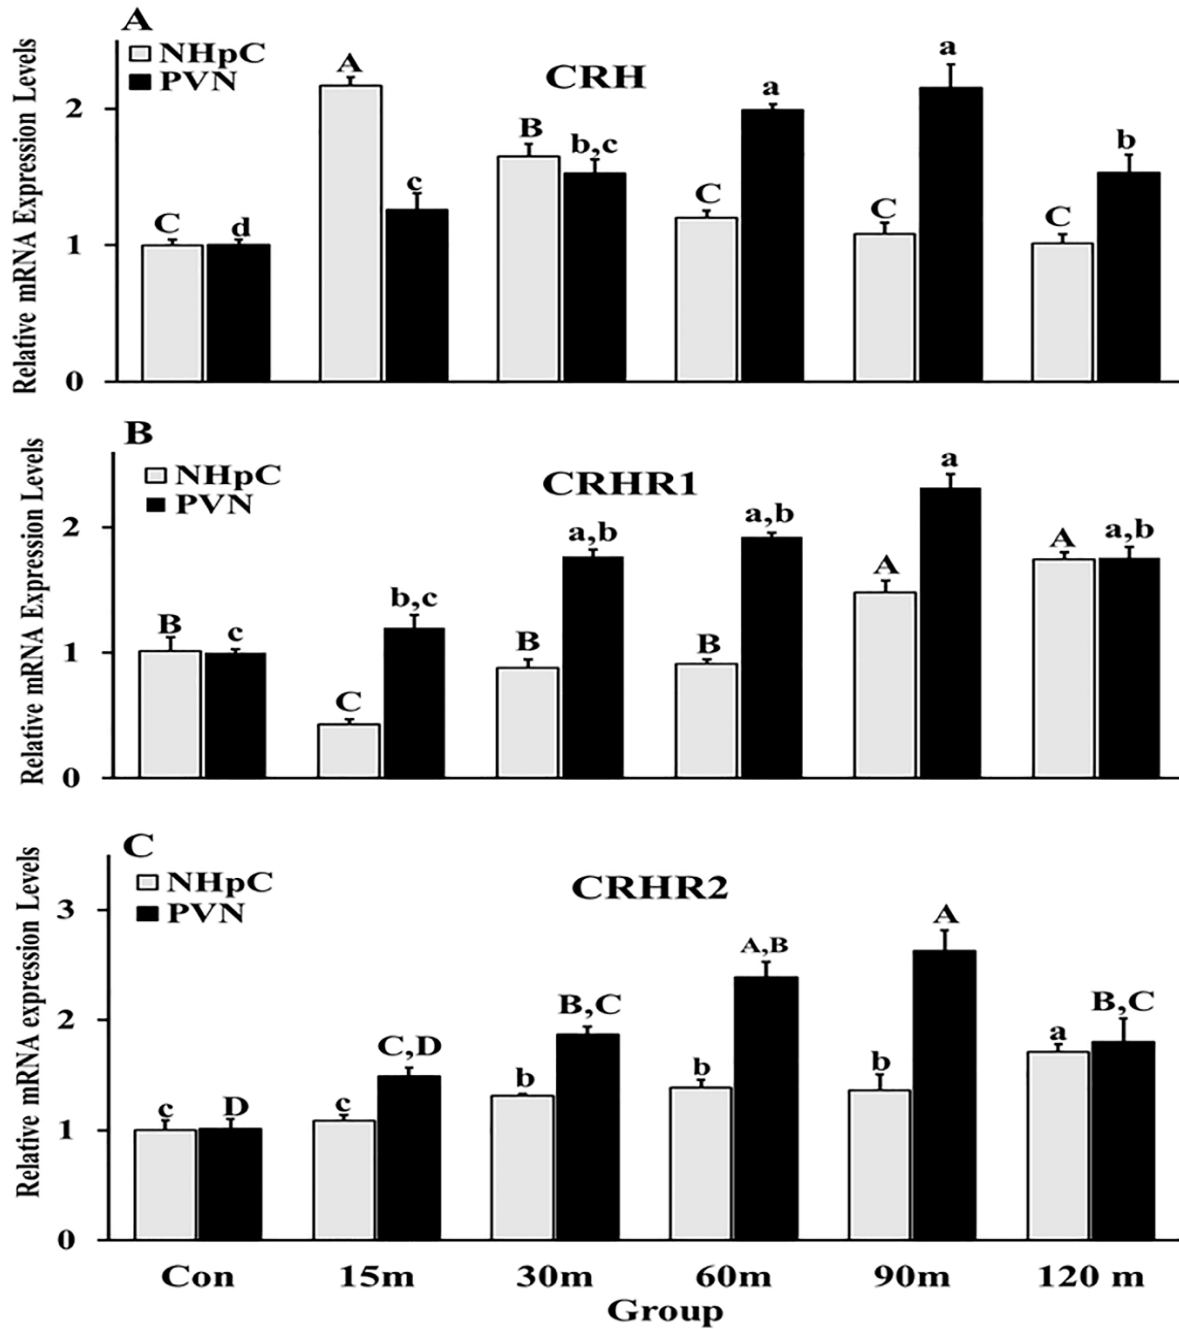 A
NHpC
PVN
CRH
Relative mRNA Expression Levels
2
1
0
C d A c B b,c C a C a C b
B
NHpC
PVN
CRHR1
Relative mRNA Expression Levels
2
1
0
B c C b,c B a,b B a,b A a A a,b
C
NHpC
PVN
CRHR2
Relative mRNA expression Levels
3
2
1
0
c D c C,D b B,C b A,B b A a B,C
Con 15m 30m 60m 90m 120 m
Group